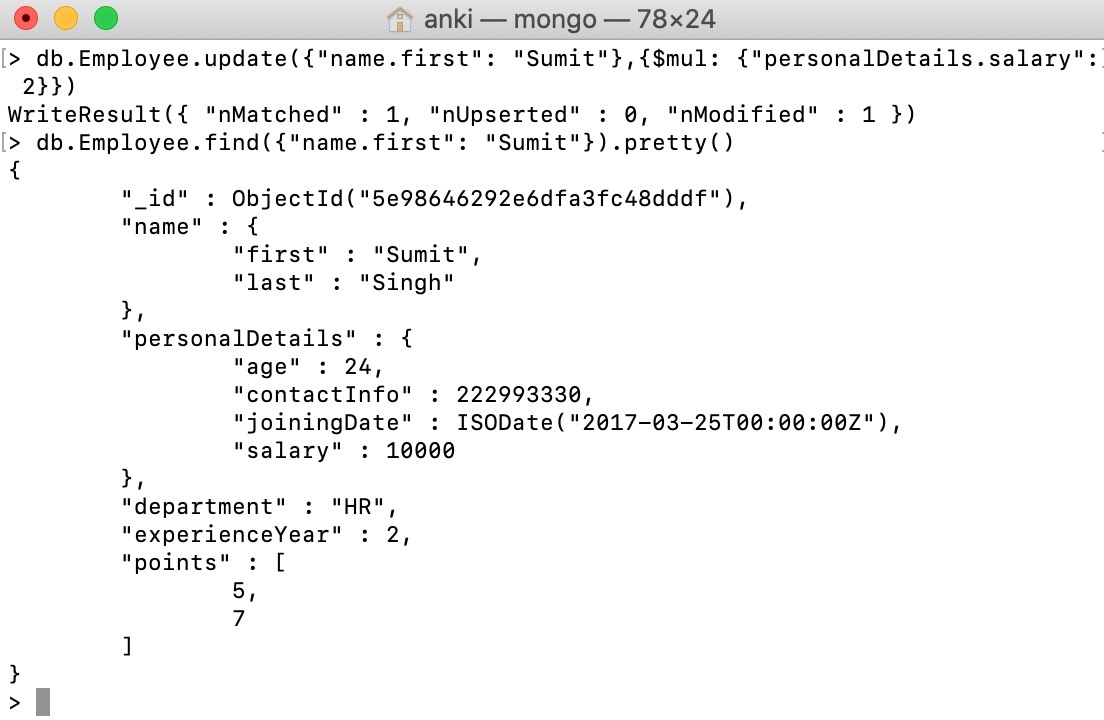 anki — mongo — 78×24
[> db.Employee.update({"name.first": "Sumit"},{$mul: {"personalDetails.salary":]
 2}})
WriteResult({ "nMatched" : 1, "nUpserted" : 0, "nModified" : 1 })
[> db.Employee.find({"name.first": "Sumit"}).pretty()                          ]
{
        "_id" : ObjectId("5e98646292e6dfa3fc48dddf"),
        "name" : {
                "first" : "Sumit",
                "last" : "Singh"
        },
        "personalDetails" : {
                "age" : 24,
                "contactInfo" : 222993330,
                "joiningDate" : ISODate("2017-03-25T00:00:00Z"),
                "salary" : 10000
        },
        "department" : "HR",
        "experienceYear" : 2,
        "points" : [
                5,
                7
        ]
}
>